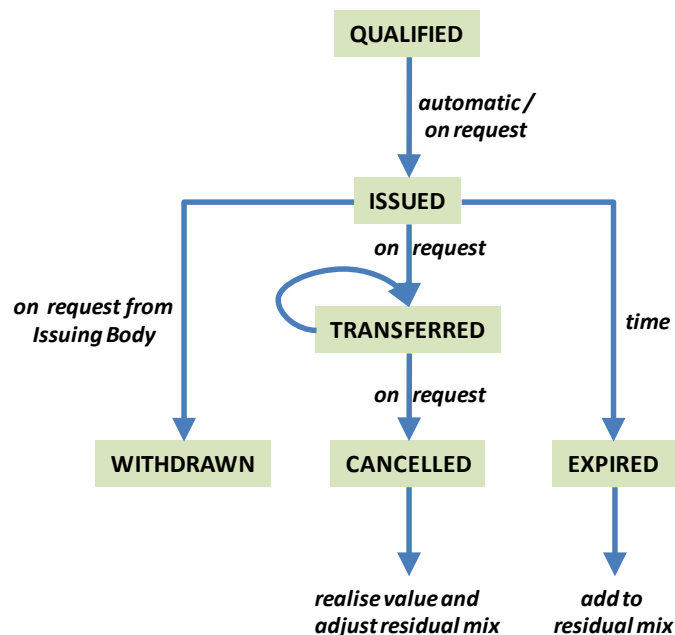 QUALIFIED
automatic /
on request
ISSUED
on request
on request from
Issuing Body
TRANSFERRED
time
on request
WITHDRAWN
CANCELLED
EXPIRED
realise value and
adjust residual mix
add to
residual mix